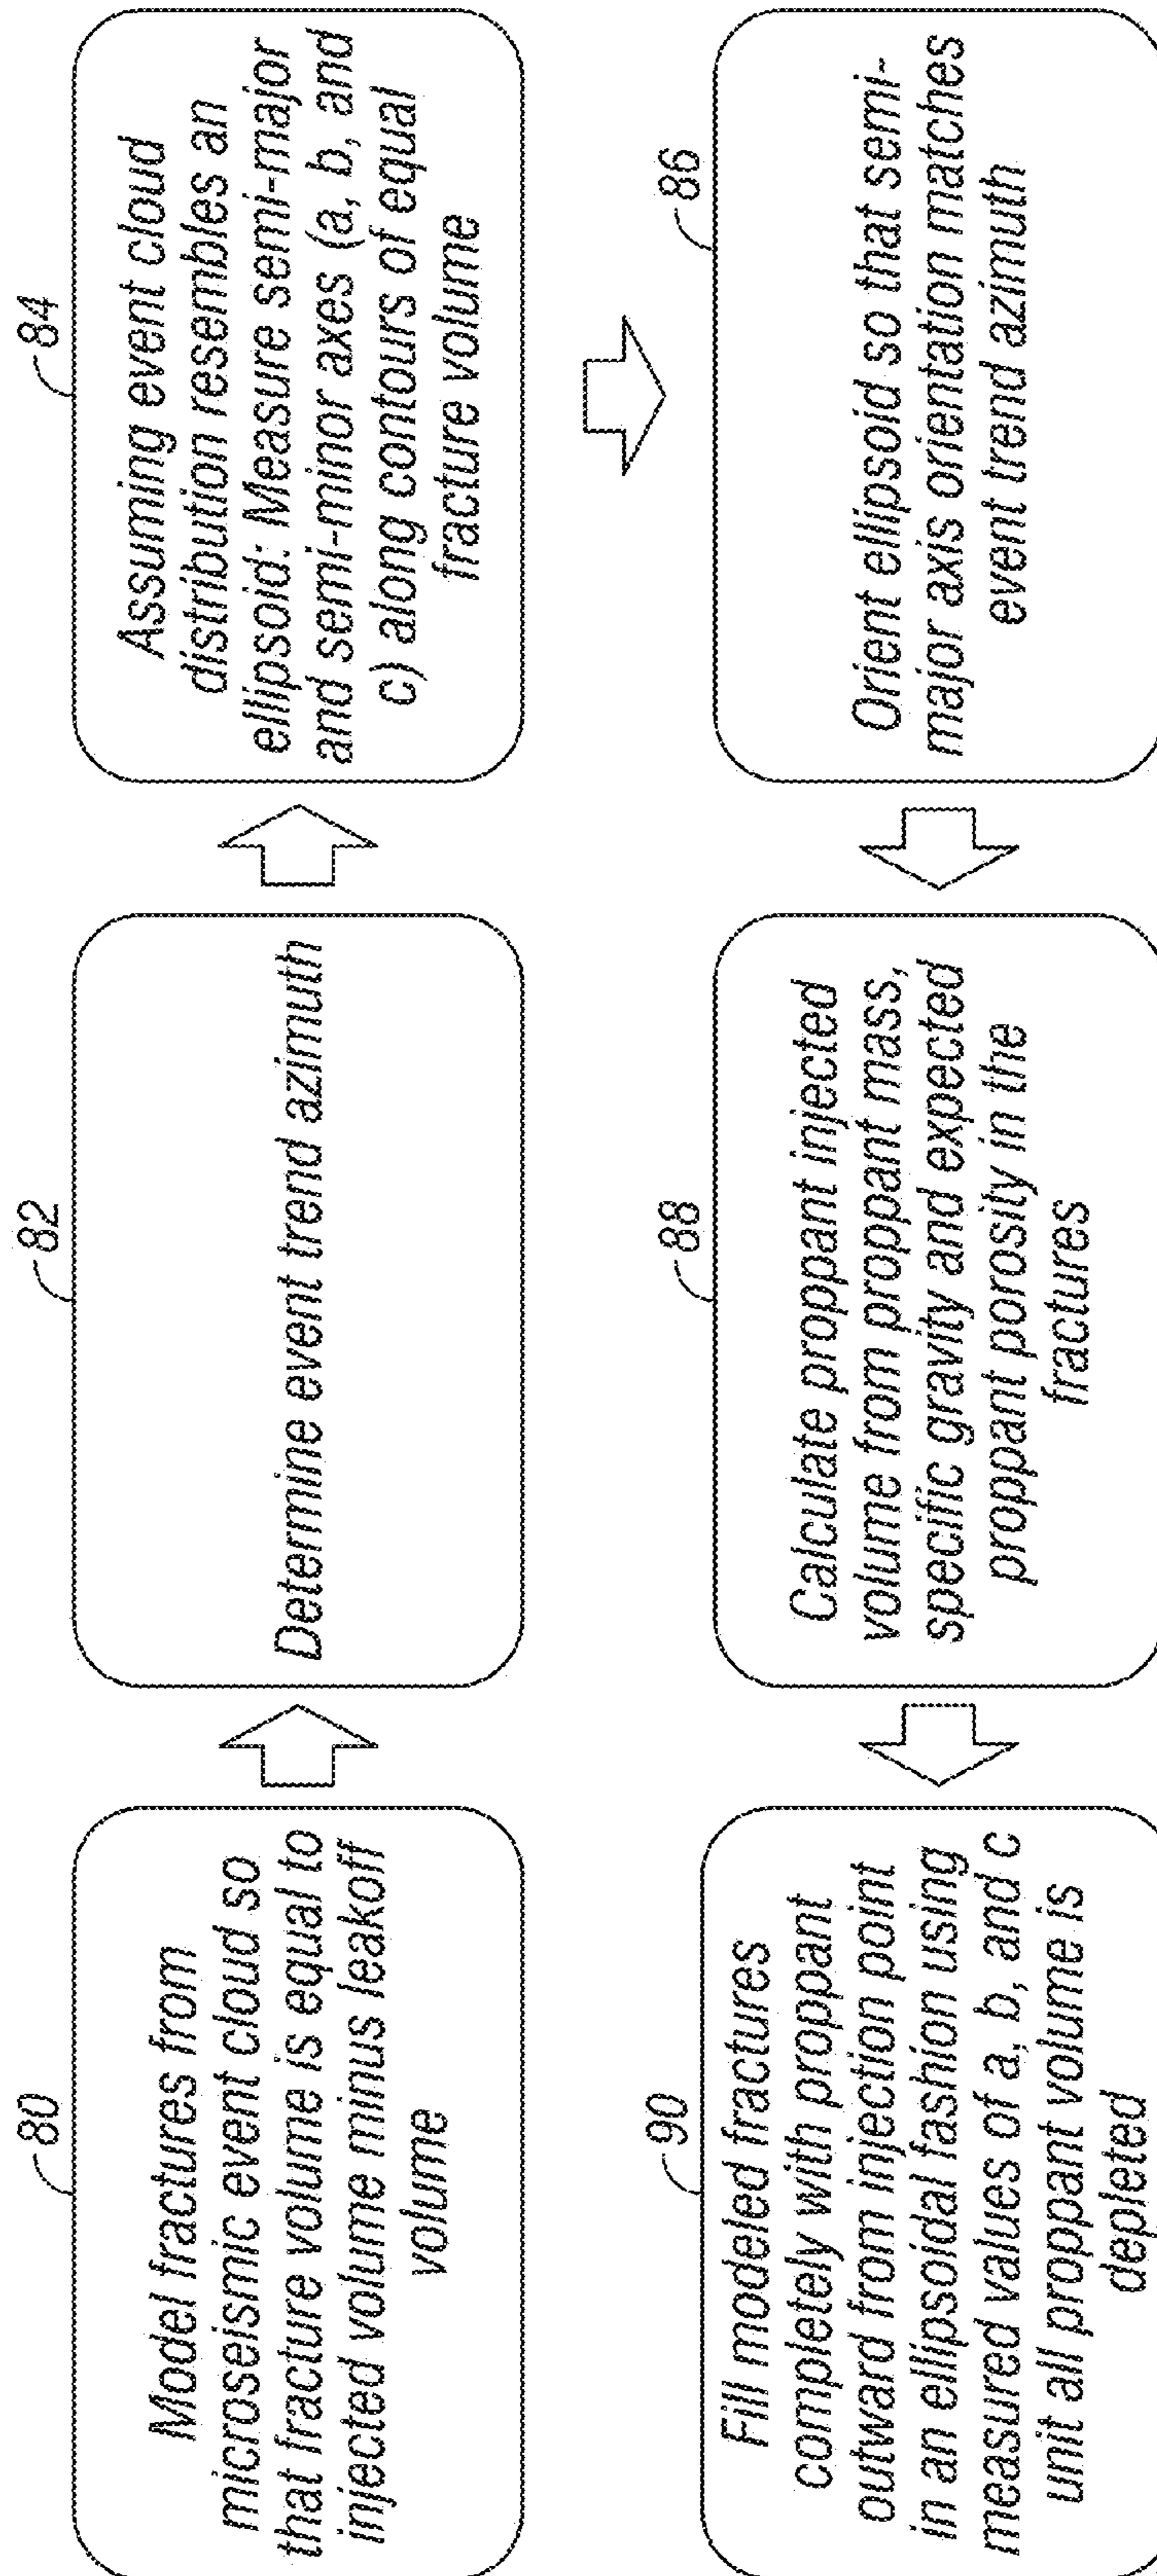 80
Model fractures from
microseismic event cloud so
that fracture volume is equal to
injected volume minus leakoff
volume
82
Determine event trend azimuth
84
Assuming event cloud
distribution resembles an
ellipsoid: Measure semi-major
and semi-minor axes (a, b, and
c) along contours of equal
fracture volume
86
Orient ellipsoid so that semi-
major axis orientation matches
event trend azimuth
88
Calculate proppant injected
volume from proppant mass,
specific gravity and expected
proppant porosity in the
fractures
90
Fill modeled fractures
completely with proppant
outward from injection point
in an ellipsoidal fashion using
measured values of a, b, and c
unit all proppant volume is
depleted